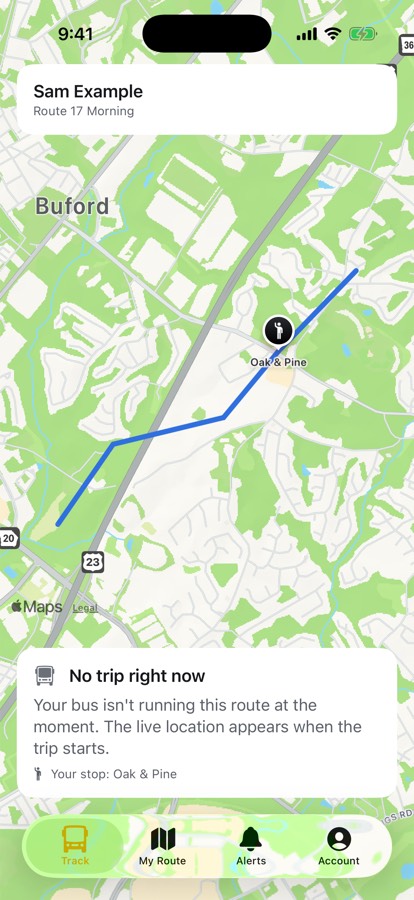 9:41
36
Sam Example
Route 17 Morning
Buford
Oak & Pine
20
23
Maps Legal
No trip right now
Your bus isn't running this route at the
moment. The live location appears when the
trip starts.
Your stop: Oak & Pine
GS RD
Track
My Route
Alerts
Account